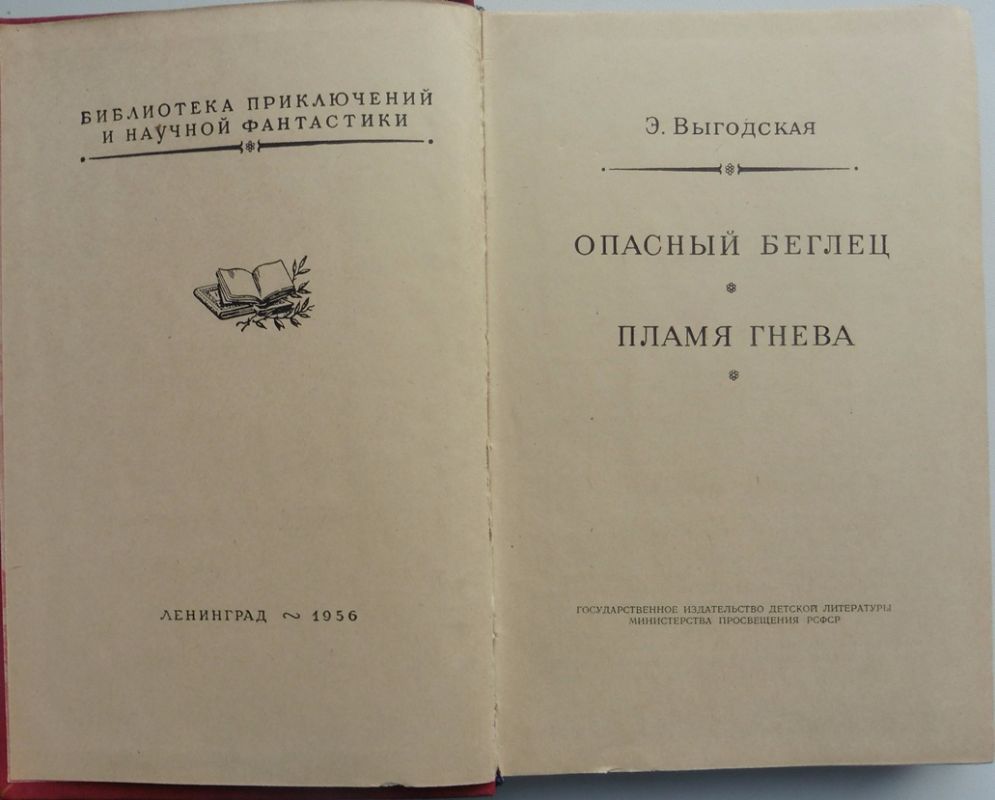 БИБЛИОТЕКА ПРИКЛЮЧЕНИЙ
И НАУЧНОЙ ФАНТАСТИКИ
ЛЕНИНГРАД ~ 1956
Э. ВЫГОДСКАЯ
ОПАСНЫЙ БЕГЛЕЦ
ПЛАМЯ ГНЕВА
ГОСУДАРСТВЕННОЕ ИЗДАТЕЛЬСТВО ДЕТСКОЙ ЛИТЕРАТУРЫ
МИНИСТЕРСТВА ПРОСВЕЩЕНИЯ РСФСР